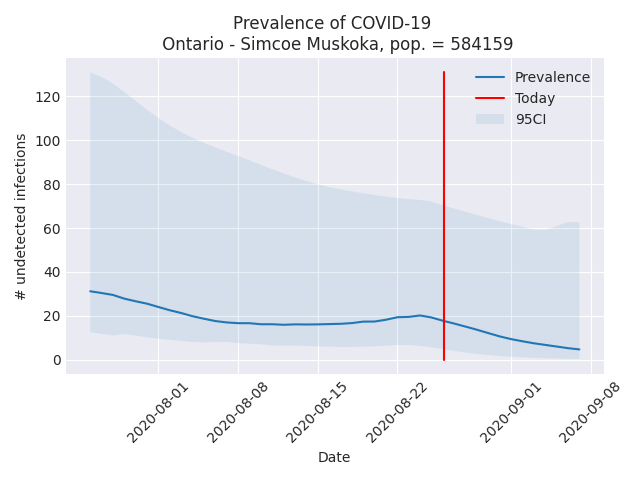 Prevalence of COVID-19
Ontario - Simcoe Muskoka, pop. = 584159
Prevalence
Today
95CI
# undetected infections
120
100
80
60
40
20
0
2020-08-01
2020-08-08
2020-08-15
2020-08-22
2020-09-01
2020-09-08
Date